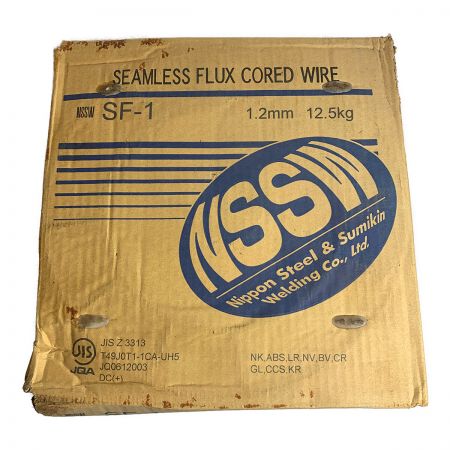 SEAMLESS FLUX CORED WIRE
NSSW SF-1 1.2mm 12.5kg
NSSW
Nippon Steel & Sumikin
Welding Co., Ltd.
JIS Z 3313
T49J0T1-1CA-UH5
JQ0612003
DC(+)
JIS
JQA
NK,ABS,LR,NV,BV,CR
GL,CCS,KR